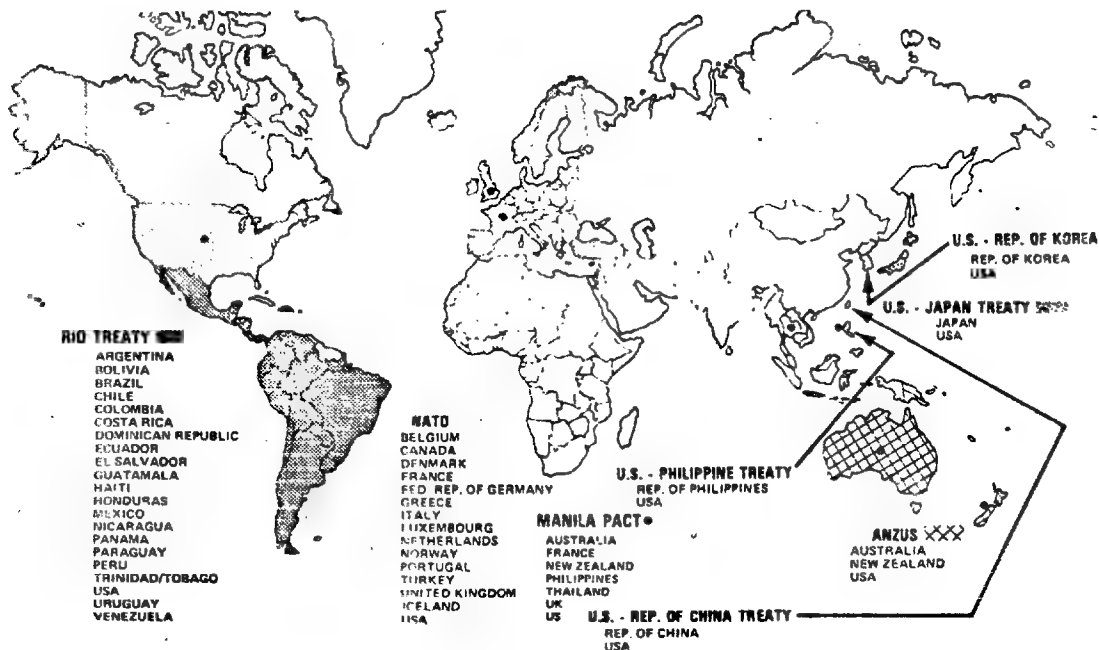 RIO TREATY
ARGENTINA
BOLIVIA
BRAZIL
CHILE
COLOMBIA
COSTA RICA
DOMINICAN REPUBLIC
ECUADOR
EL SALVADOR
GUATAMALA
HAITI
HONDURAS
MEXICO
NICARAGUA
PANAMA
PARAGUAY
PERU
TRINIDAD/TOBAGO
USA
URUGUAY
VENEZUELA
NATO
BELGIUM
CANADA
DENMARK
FRANCE
FED REP. OF GERMANY
GREECE
ITALY
LUXEMBOURG
NETHERLANDS
NORWAY
PORTUGAL
TURKEY
UNITED KINGDOM
ICELAND
USA
MANILA PACT
AUSTRALIA
FRANCE
NEW ZEALAND
PHILIPPINES
THAILAND
UK
US
U.S. - PHILIPPINE TREATY
REP. OF PHILIPPINES
USA
U.S. - REP. OF CHINA TREATY
REP. OF CHINA
USA
U.S. - REP. OF KOREA
REP. OF KOREA
USA
U.S. - JAPAN TREATY
JAPAN
USA
ANZUS
AUSTRALIA
NEW ZEALAND
USA